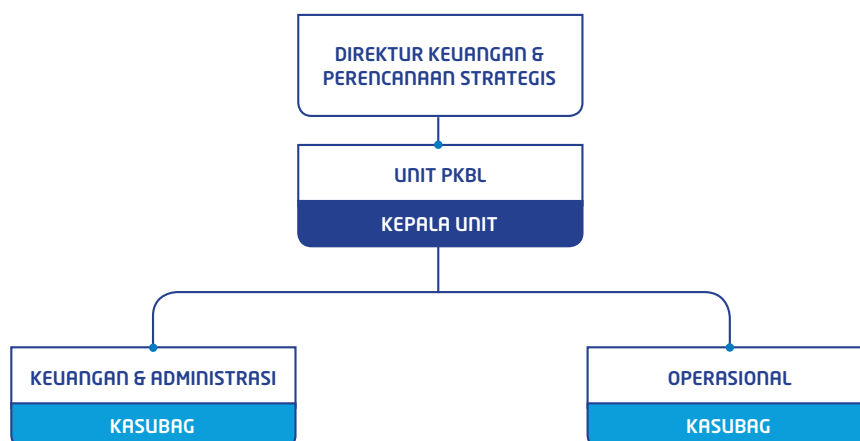 DIREKTUR KEUANGAN &
PERENCANAAN STRATEGIS
UNIT PKBL
KEPALA UNIT
KEUANGAN & ADMINISTRASI
KASUBAG
OPERASIONAL
KASUBAG